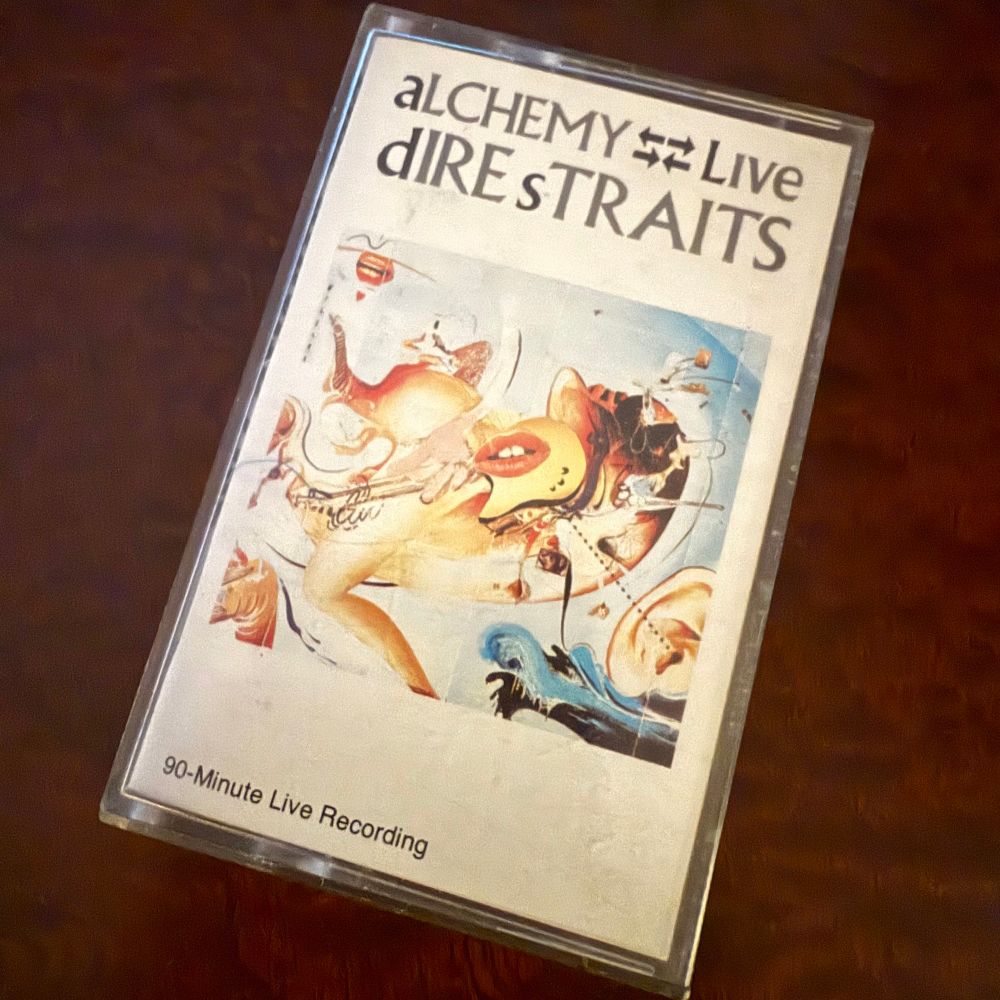 aLCHEMY ⇆ Live
dIRE sTRAITS
90-Minute Live Recording